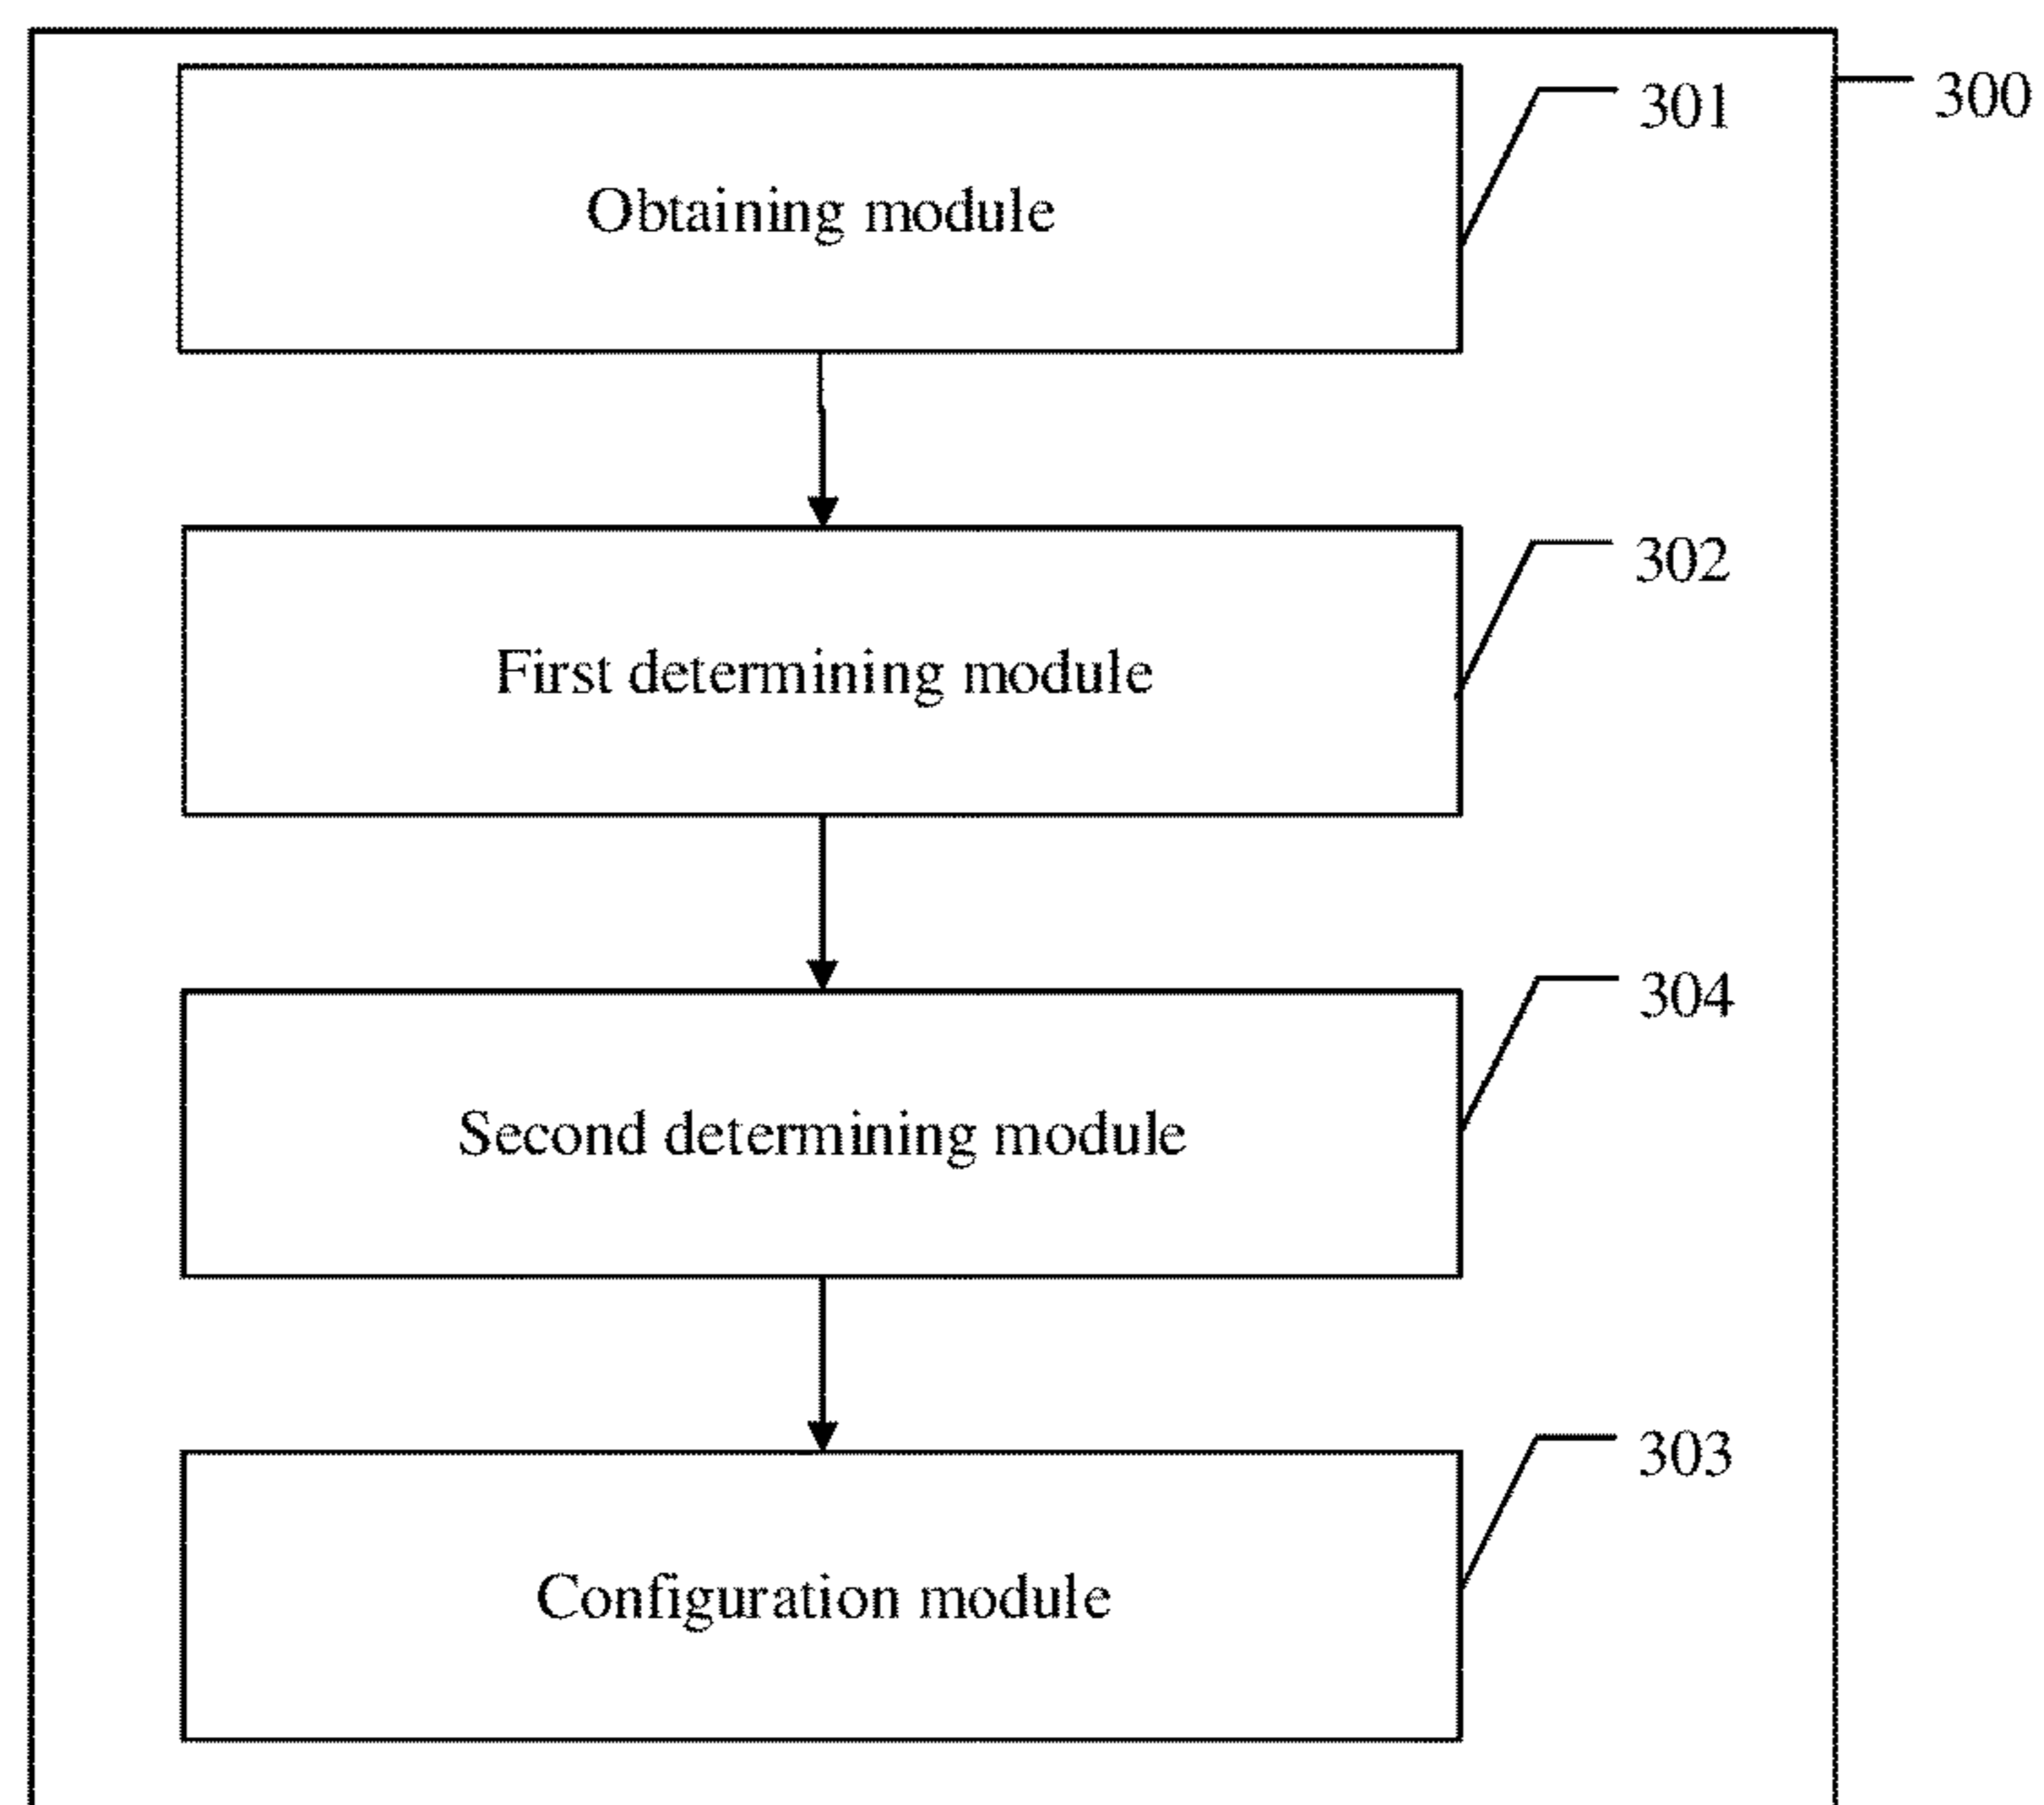 300
301
Obtaining module
302
First determining module
304
Second determining module
303
Configuration module